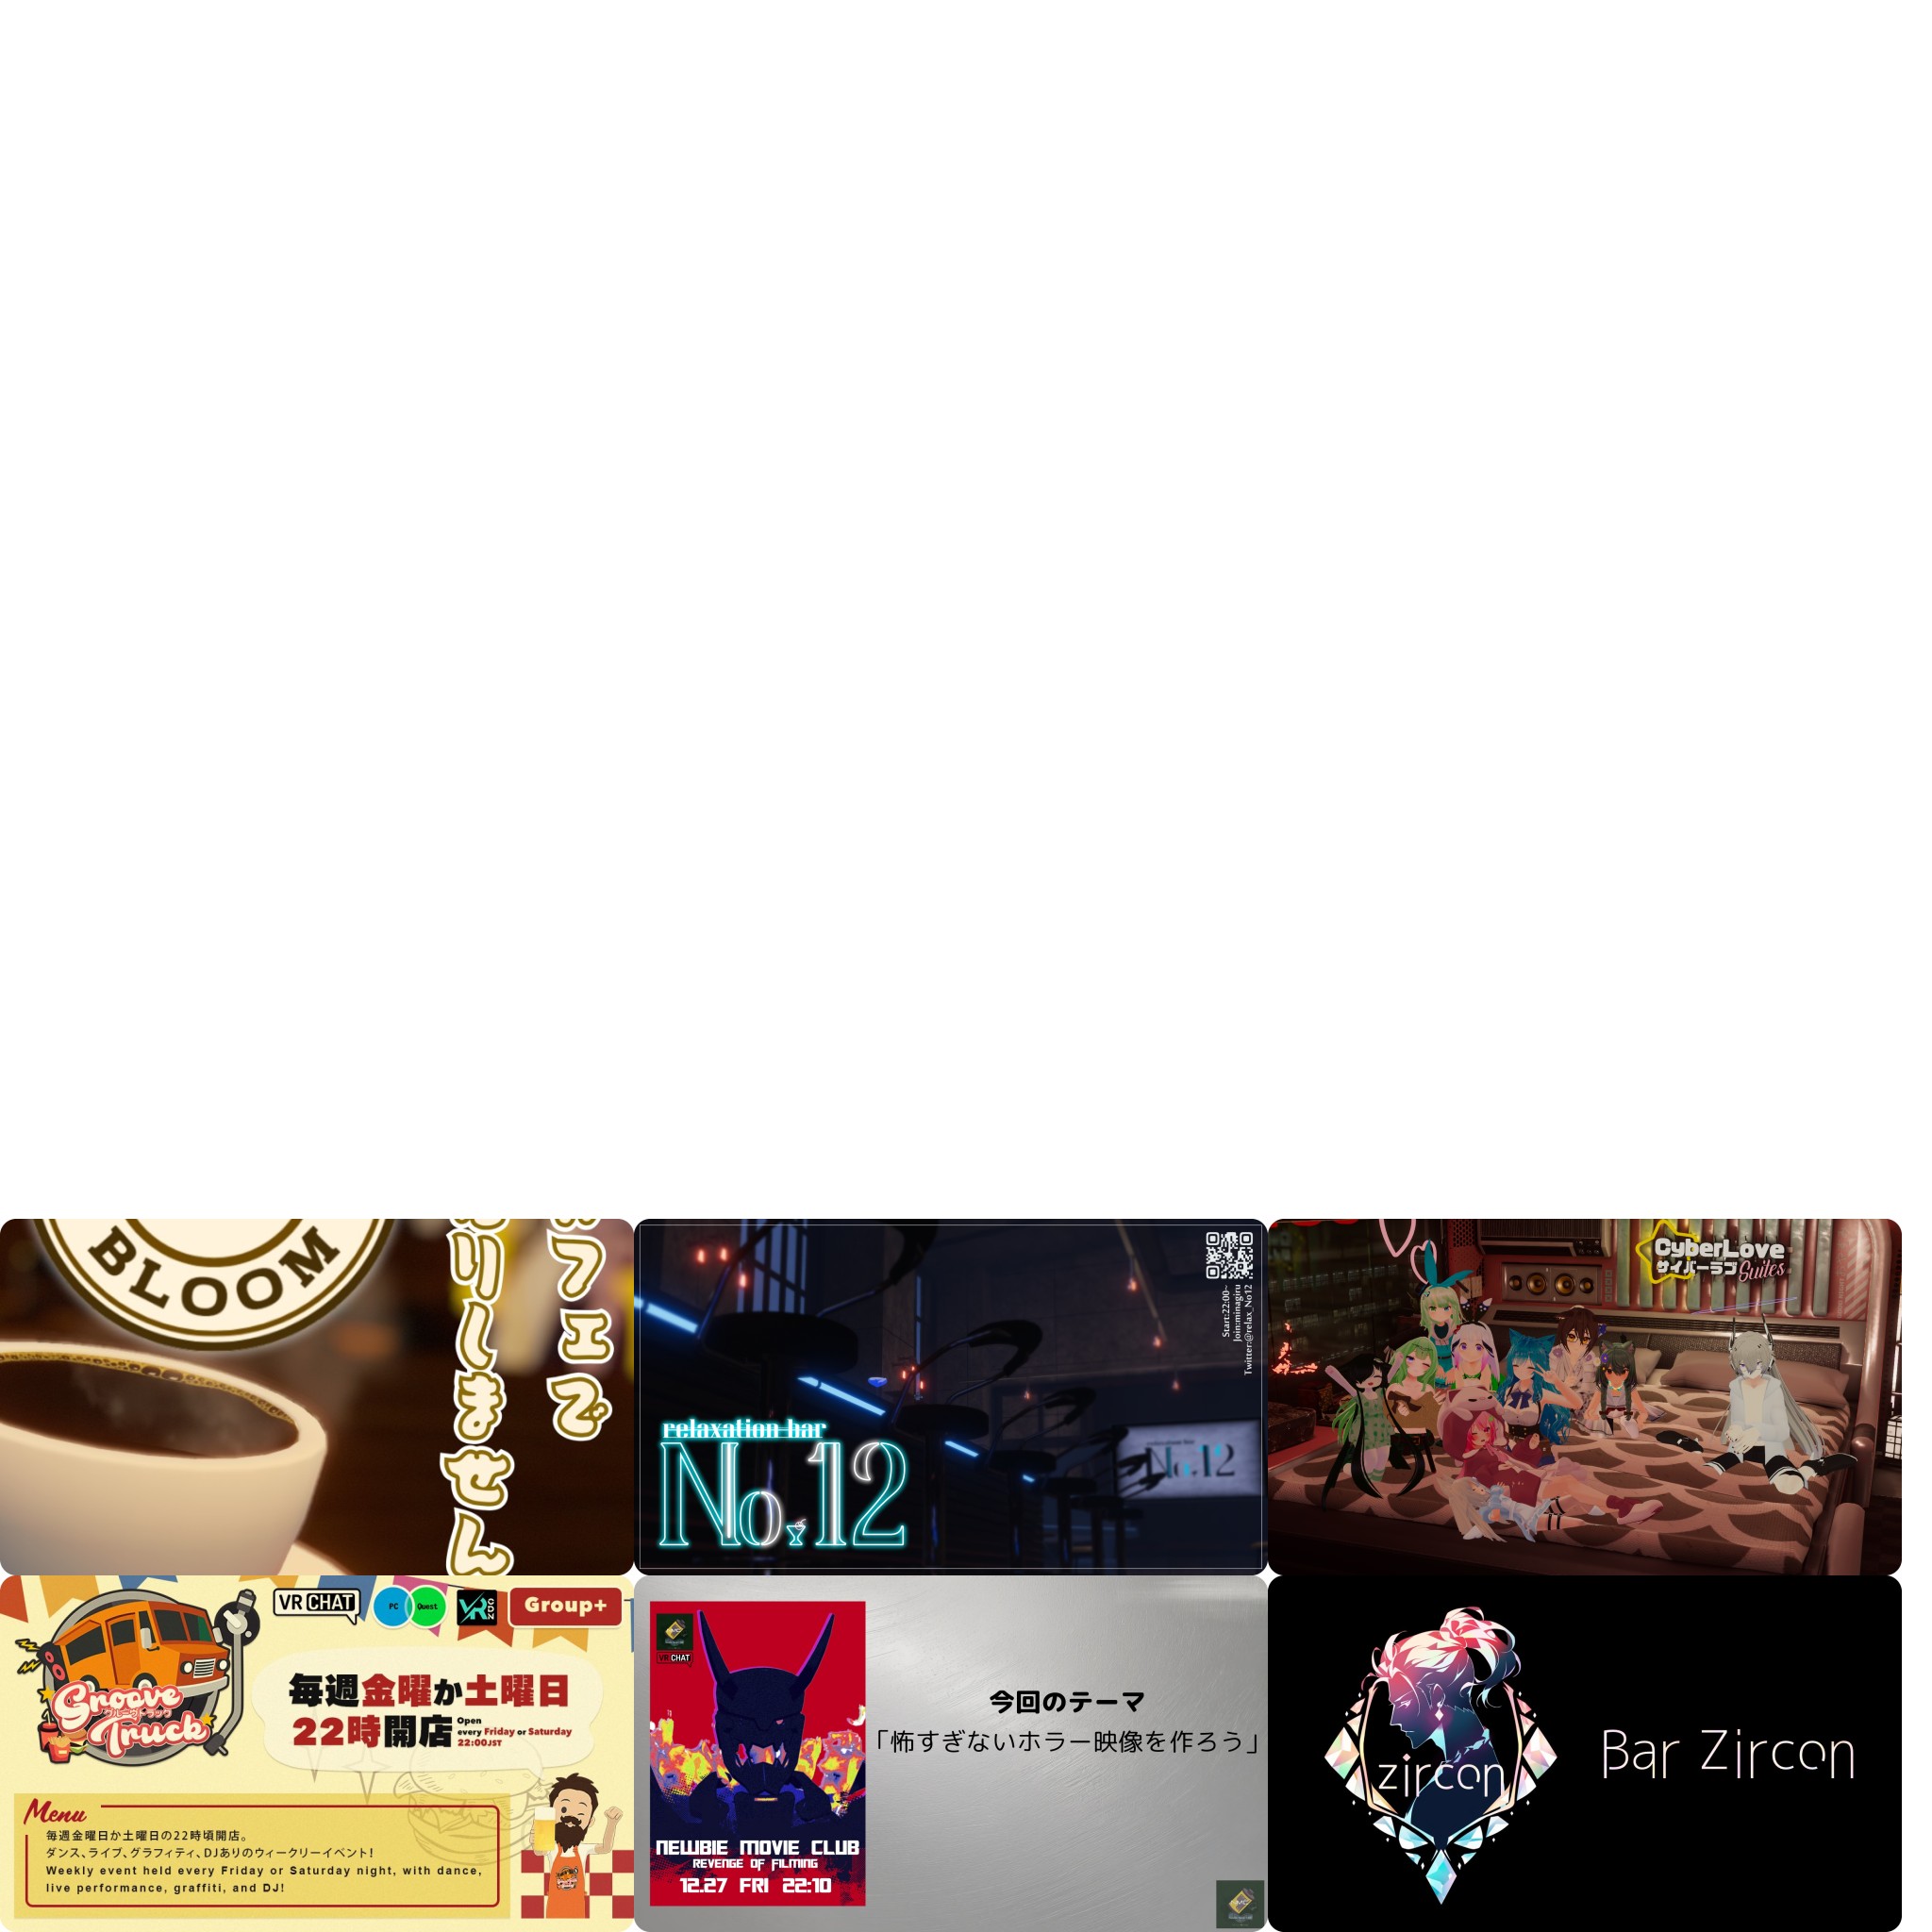 BLOOM
カフェで
りしません
Start:22:00~
Join:minagiru
Twitter:@relax_No12
relaxation bar
No.12
No.12
CyberLove
サイバーラブ Suites
VR CHAT
PC
Quest
VR
ZOO
Group+
Groove
グルーヴトラック
Truck
毎週金曜か土曜日
22時開店
Open
every Friday or Saturday
22:00JST
Menu
毎週金曜日か土曜日の22時頃開店。
ダンス、ライブ、グラフィティ、DJありのウィークリーイベント!
Weekly event held every Friday or Saturday night, with dance,
live performance, graffiti, and DJ!
VR CHAT
今回のテーマ
「怖すぎないホラー映像を作ろう」
NEWBIE MOVIE CLUB
REVENGE OF FILMING
12.27 FRI 22:10
zircon
Bar Zircon